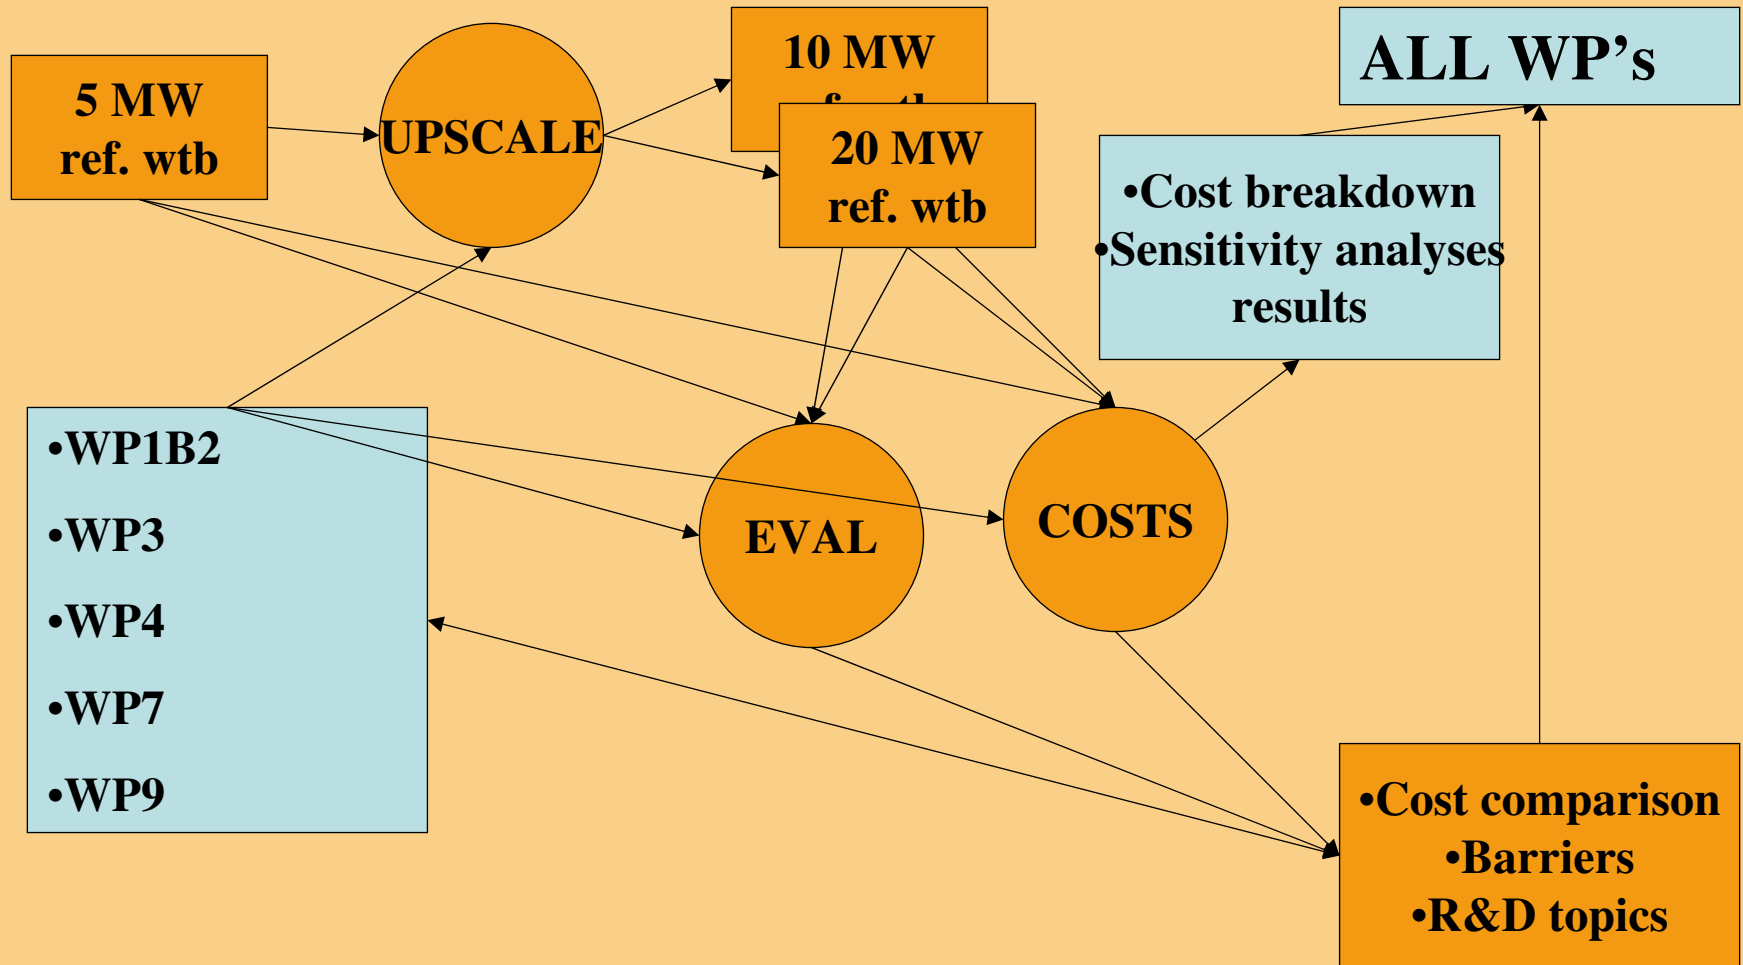 5 MW
ref. wtb
UPSCALE
10 MW
20 MW
ref. wtb
ALL WP’s
•Cost breakdown
•Sensitivity analyses
results
•WP1B2
•WP3
•WP4
•WP7
•WP9
EVAL
COSTS
•Cost comparison
•Barriers
•R&D topics